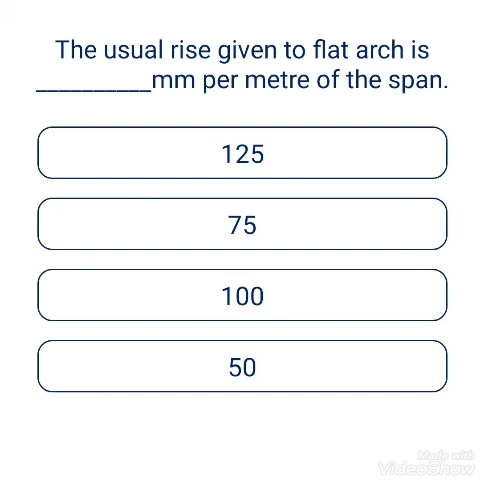 The usual rise given to flat arch is
__________mm per metre of the span.
125
75
100
50
Made with
VideoShow